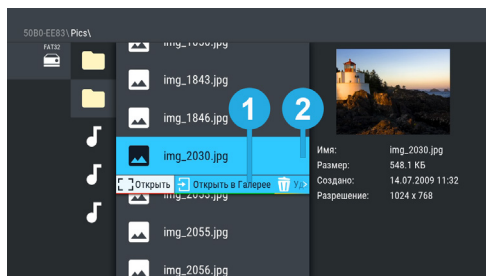 50B0-EE83\Pics\
FAT32
img_1843.jpg
img_1846.jpg
1
2
img_2030.jpg
Открыть
Открыть в Галерее
img_2055.jpg
img_2056.jpg
Имя: img_2030.jpg
Размер: 548.1 КБ
Создано: 14.07.2009 11:32
Разрешение: 1024 x 768